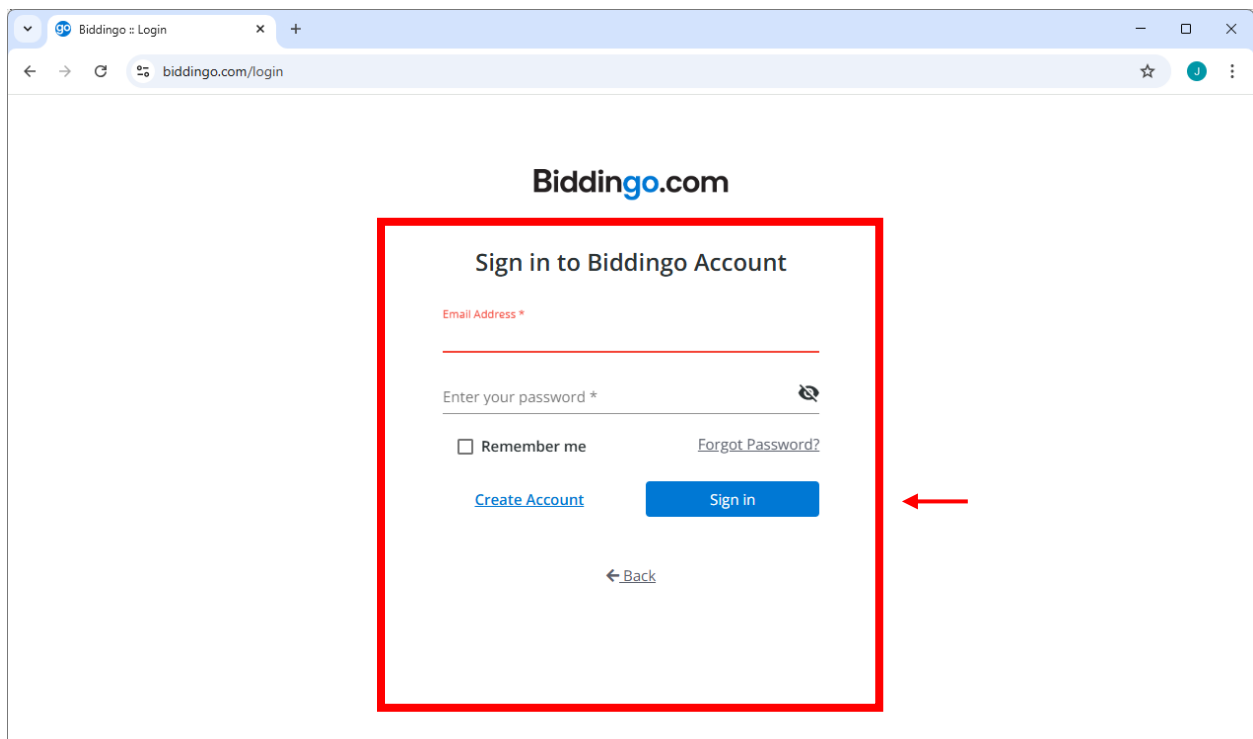 go Biddingo :: Login
biddingo.com/login
J
Biddingo.com
Sign in to Biddingo Account
Email Address *
Enter your password *
Remember me
Forgot Password?
Create Account
Sign in
Back